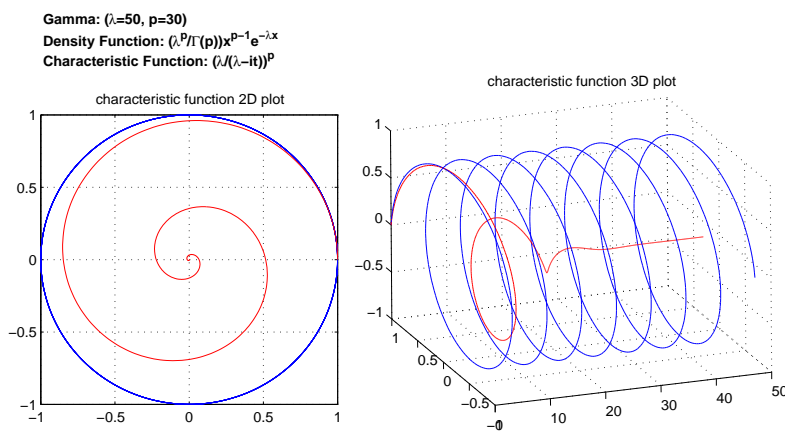 Gamma: (λ=50, p=30)
Density Function: (λ^p/Γ(p))x^{p−1}e^{−λx}
Characteristic Function: (λ/(λ−it))^p
characteristic function 2D plot
1
0.5
0
−0.5
−1
−1 −0.5 0 0.5 1
characteristic function 3D plot
1
0.5
0
−0.5
−1
1
0.5
0
−0.5
−1
0 10 20 30 40 50